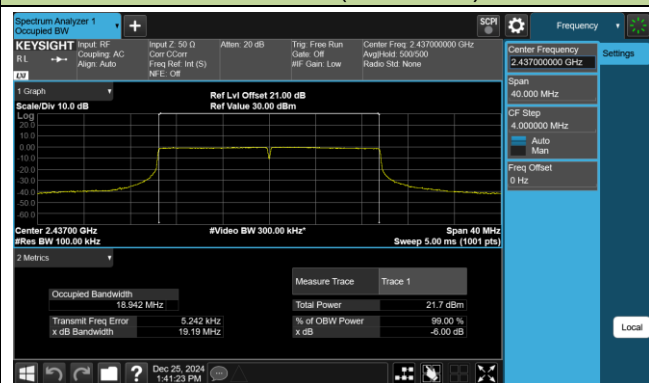 Spectrum Analyzer 1
Occupied BW
SCPI
Frequency
KEYSIGHT
R L
LXI
Input: RF
Coupling: AC
Align: Auto
Input Z: 50 Ω
Corr CCorr
Freq Ref: Int (S)
NFE: Off
Atten: 20 dB
Trig: Free Run
Gate: Off
#IF Gain: Low
Center Freq: 2.437000000 GHz
Avg|Hold: 500/500
Radio Std: None
Center Frequency
2.437000000 GHz
Settings
Span
40.000 MHz
CF Step
4.000000 MHz
Auto
Man
Freq Offset
0 Hz
Local
1 Graph
Scale/Div 10.0 dB
Ref Lvl Offset 21.00 dB
Ref Value 30.00 dBm
Log
20.0
10.0
0.00
-10.0
-20.0
-30.0
-40.0
-50.0
-60.0
Center 2.43700 GHz
#Res BW 100.00 kHz
#Video BW 300.00 kHz*
Span 40 MHz
Sweep 5.00 ms (1001 pts)
2 Metrics
Measure Trace Trace 1
Occupied Bandwidth
18.942 MHz
Total Power 21.7 dBm
Transmit Freq Error 5.242 kHz
% of OBW Power 99.00 %
x dB Bandwidth 19.19 MHz
x dB -6.00 dB
Dec 25, 2024
1:41:23 PM